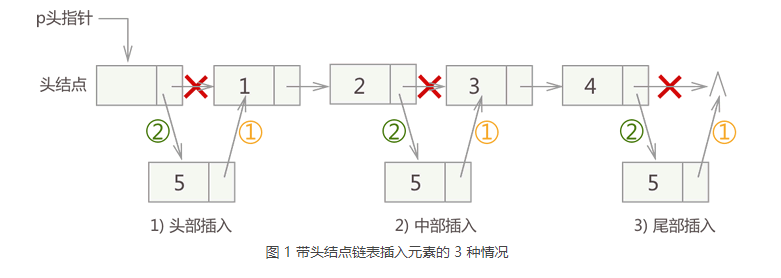 p头指针
头结点
1
2
3
4
②
①
②
①
②
①
5
5
5
1) 头部插入
2) 中部插入
3) 尾部插入
图 1 带头结点链表插入元素的 3 种情况